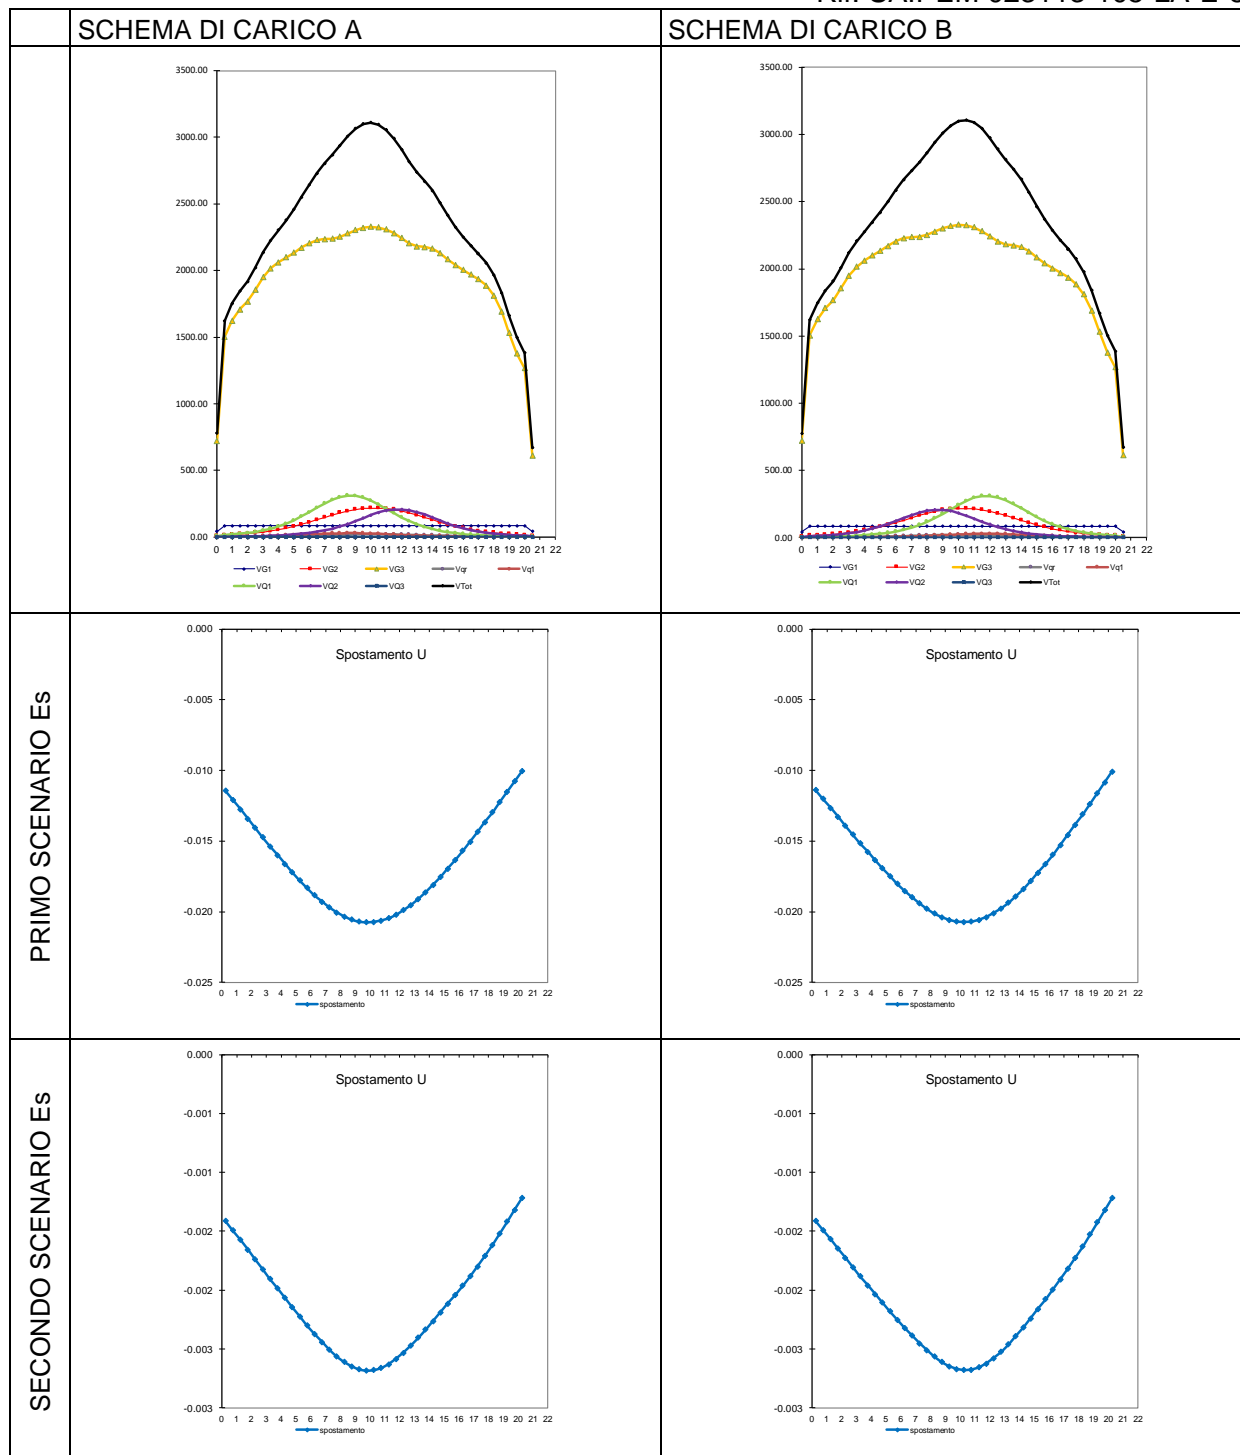 SCHEMA DI CARICO A
SCHEMA DI CARICO B
3500.00
3000.00
2500.00
2000.00
1500.00
1000.00
500.00
0.00
0 1 2 3 4 5 6 7 8 9 10 11 12 13 14 15 16 17 18 19 20 21 22
VG1 VG2 VG3 Vqr Vq1
VQ1 VQ2 VQ3 VTot
3500.00
3000.00
2500.00
2000.00
1500.00
1000.00
500.00
0.00
0 1 2 3 4 5 6 7 8 9 10 11 12 13 14 15 16 17 18 19 20 21 22
VG1 VG2 VG3 Vqr Vq1
VQ1 VQ2 VQ3 VTot
PRIMO SCENARIO Es
Spostamento U
0.000
-0.005
-0.010
-0.015
-0.020
-0.025
0 1 2 3 4 5 6 7 8 9 10 11 12 13 14 15 16 17 18 19 20 21 22
spostamento
Spostamento U
0.000
-0.005
-0.010
-0.015
-0.020
-0.025
0 1 2 3 4 5 6 7 8 9 10 11 12 13 14 15 16 17 18 19 20 21 22
spostamento
SECONDO SCENARIO Es
Spostamento U
0.000
-0.001
-0.001
-0.002
-0.002
-0.003
-0.003
0 1 2 3 4 5 6 7 8 9 10 11 12 13 14 15 16 17 18 19 20 21 22
spostamento
Spostamento U
0.000
-0.001
-0.001
-0.002
-0.002
-0.003
-0.003
0 1 2 3 4 5 6 7 8 9 10 11 12 13 14 15 16 17 18 19 20 21 22
spostamento